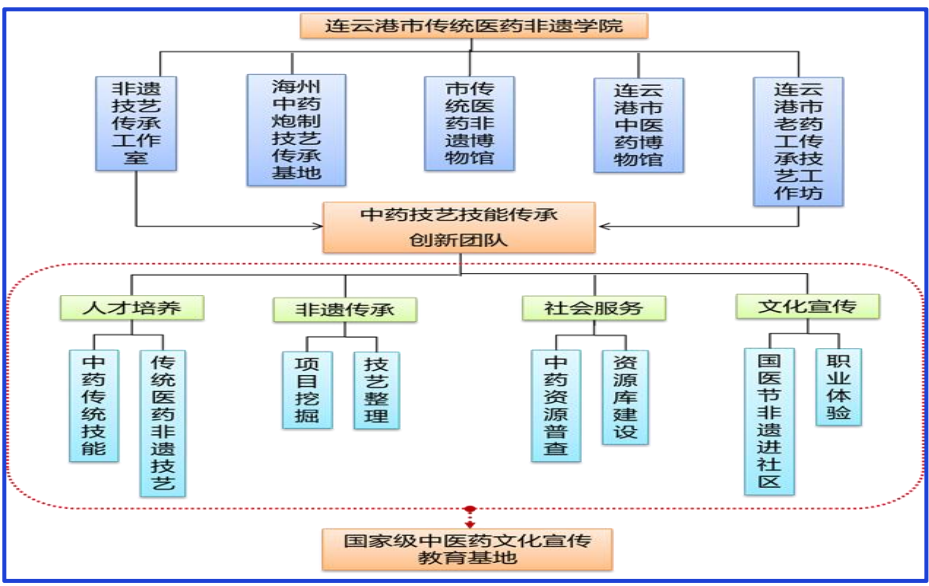 连云港市传统医药非遗学院
非遗
技艺
传承
工作
室
海州
中药
炮制
技艺
传承
基地
市传
统医
药非
遗博
物馆
连云
港市
中医
药博
物馆
连云
港市
老药
工传
承技
艺工
作坊
中药技艺技能传承
创新团队
人才培养
非遗传承
社会服务
文化宣传
中
药
传
统
技
能
传
统
医
药
非
遗
技
艺
项
目
挖
掘
技
艺
整
理
中
药
资
源
普
查
资
源
库
建
设
国
医
节
非
遗
进
社
区
职
业
体
验
国家级中医药文化宣传
教育基地